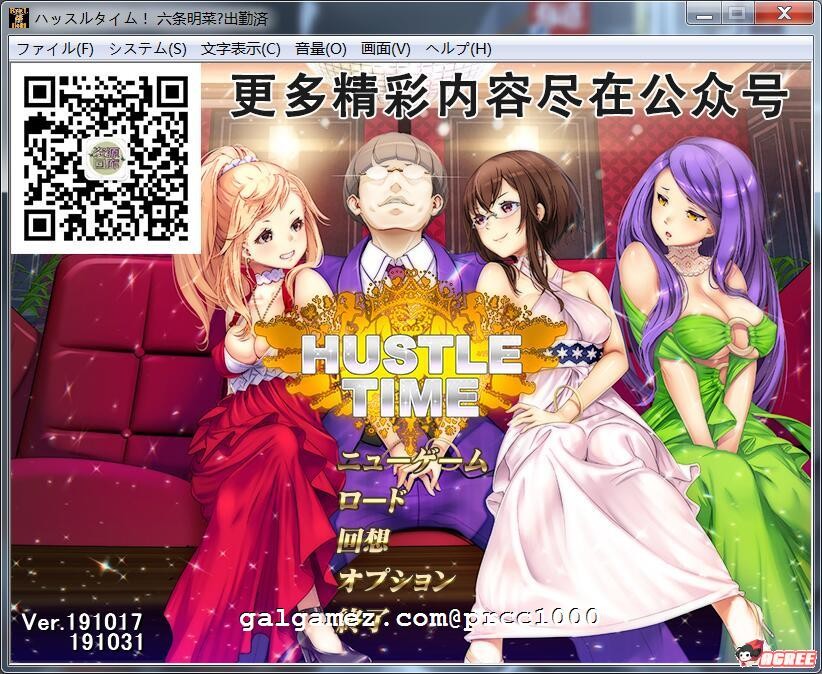 ハッスルタイム！ 六条明菜?出勤済
ファイル(F) システム(S) 文字表示(C) 音量(O) 画面(V) ヘルプ(H)
更多精彩内容尽在公众号
HUSTLE
TIME
ニューゲーム
ロード
回想
オプション
終了
galgamez.com@prcc1000
Ver.191017
191031
AGREE